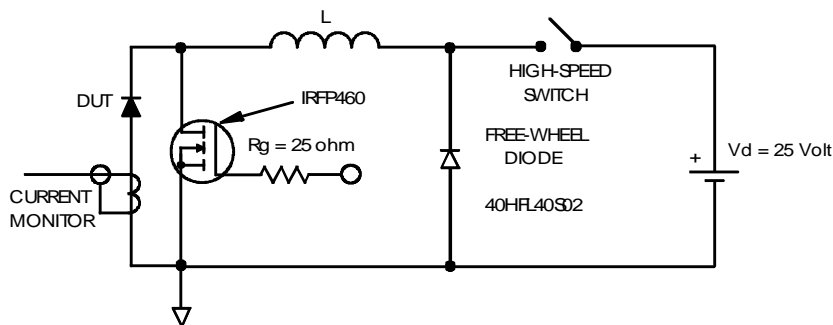 L
HIGH-SPEED
SWITCH
DUT
IRFP460
Rg = 25 ohm
FREE-WHEEL
DIODE
40HFL40S02
+
Vd = 25 Volt
CURRENT
MONITOR